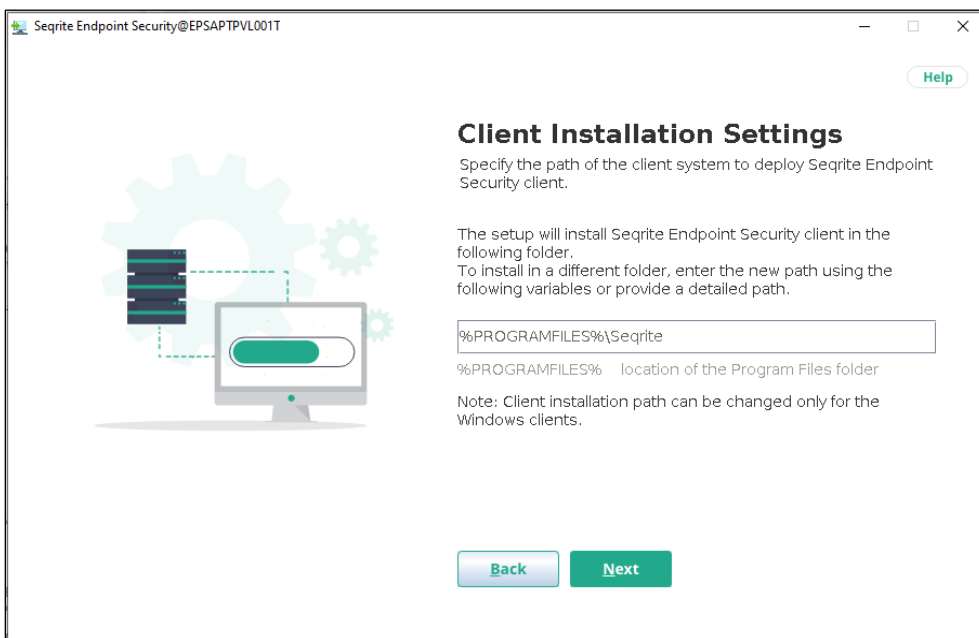 Seqrite Endpoint Security@EPSAPTPVL001T
Help
Client Installation Settings
Specify the path of the client system to deploy Seqrite Endpoint
Security client.
The setup will install Seqrite Endpoint Security client in the
following folder.
To install in a different folder, enter the new path using the
following variables or provide a detailed path.
%PROGRAMFILES%\Seqrite
%PROGRAMFILES% location of the Program Files folder
Note: Client installation path can be changed only for the
Windows clients.
Back Next